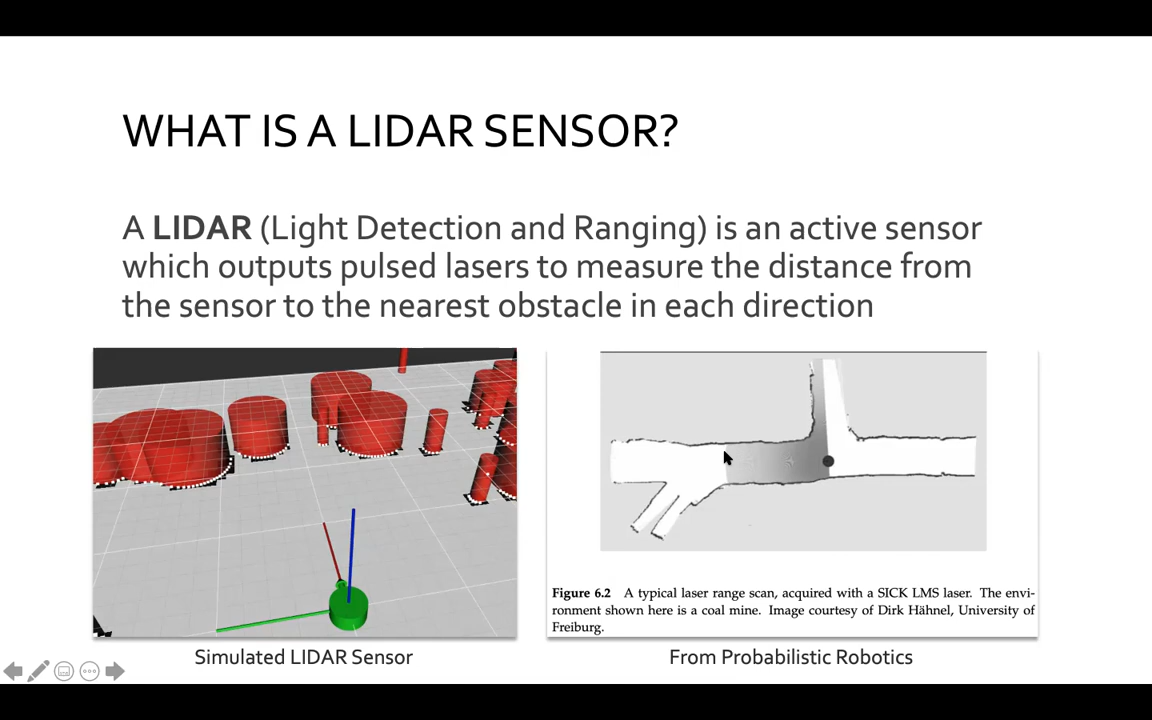 WHAT IS A LIDAR SENSOR?
A LIDAR (Light Detection and Ranging) is an active sensor
which outputs pulsed lasers to measure the distance from
the sensor to the nearest obstacle in each direction
Figure 6.2 A typical laser range scan, acquired with a SICK LMS laser. The envi-
ronment shown here is a coal mine. Image courtesy of Dirk Hähnel, University of
Freiburg.
Simulated LIDAR Sensor
From Probabilistic Robotics